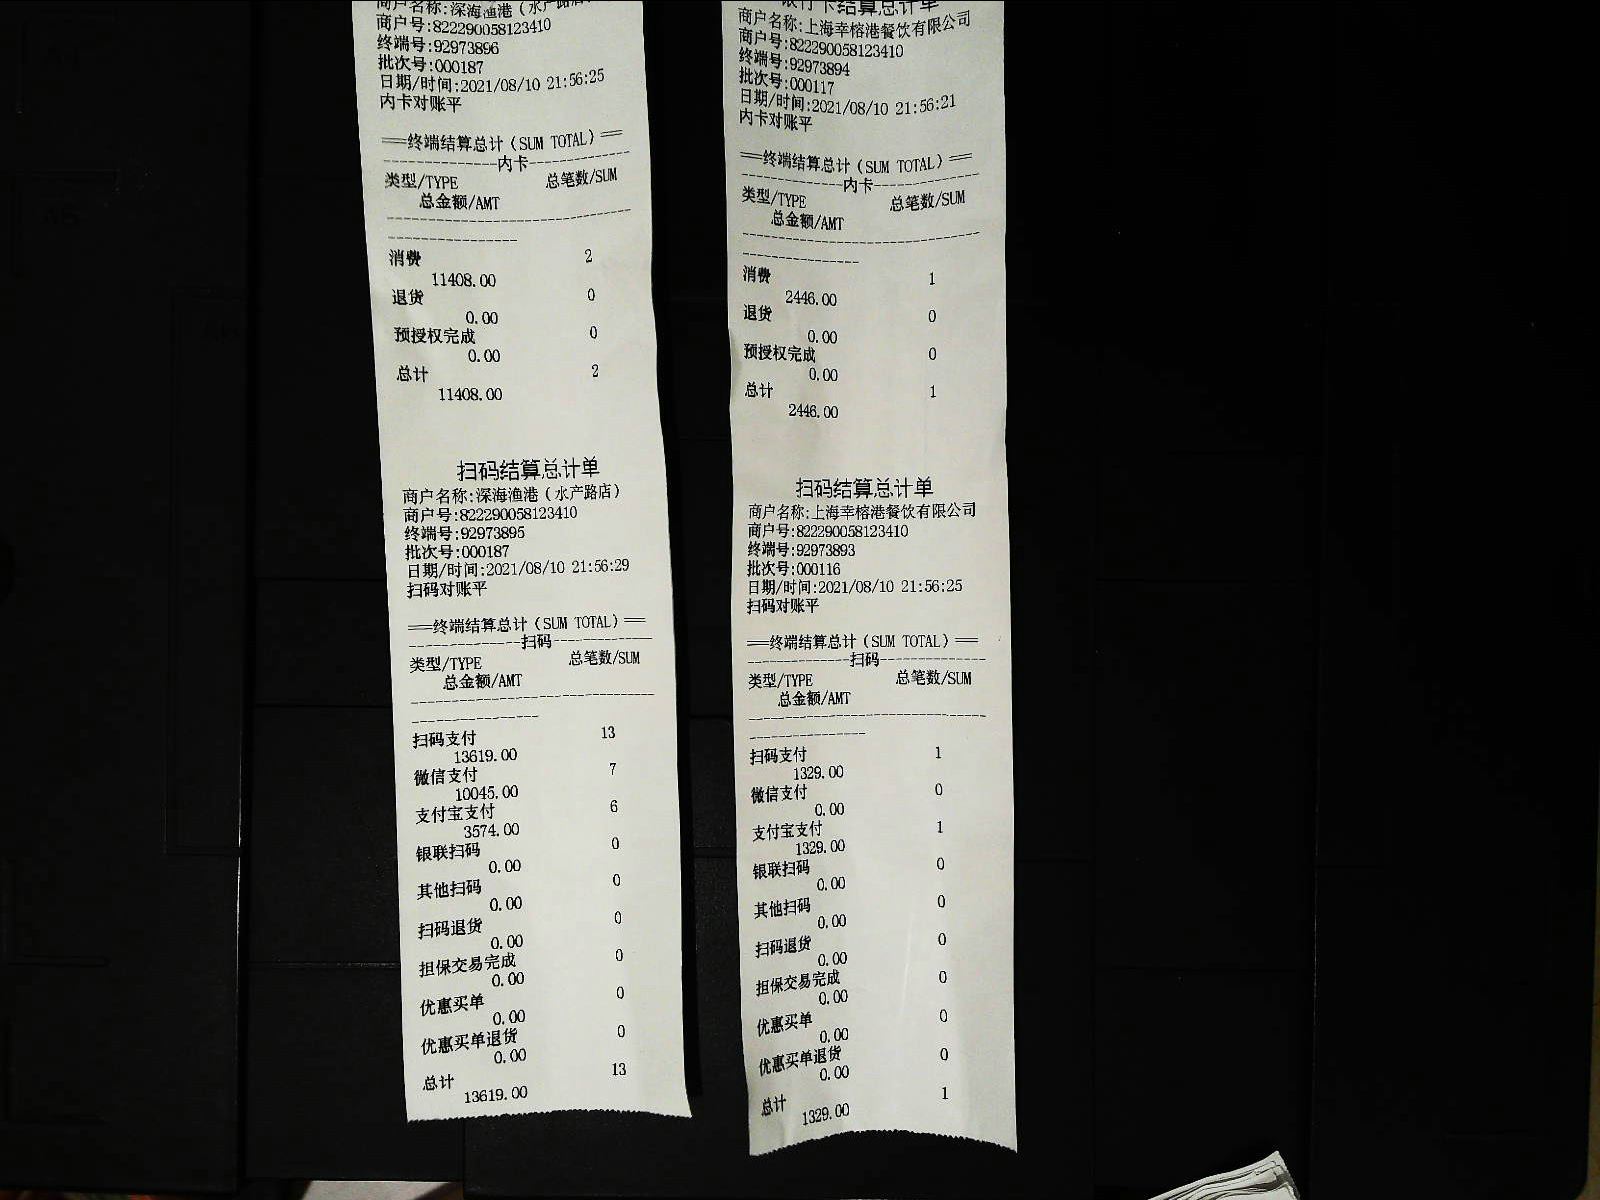 商户名称:深海渔港(水产路店
商户号:822290058123410
终端号:92973896
批次号:000187
日期/时间:2021/08/10 21:56:25
内卡对账平
==终端结算总计(SUM TOTAL)==
--------------内卡-------------
类型/TYPE 总笔数/SUM
总金额/AMT
消费 2
11408.00
退货 0
0.00
预授权完成 0
0.00
总计 2
11408.00
扫码结算总计单
商户名称:深海渔港(水产路店)
商户号:822290058123410
终端号:92973895
批次号:000187
日期/时间:2021/08/10 21:56:29
扫码对账平
==终端结算总计(SUM TOTAL)==
--------------扫码-------------
类型/TYPE 总笔数/SUM
总金额/AMT
扫码支付 13
13619.00
微信支付 7
10045.00
支付宝支付 6
3574.00
银联扫码 0
0.00
其他扫码 0
0.00
扫码退货 0
0.00
担保交易完成 0
0.00
优惠买单 0
0.00
优惠买单退货 0
0.00
总计 13
13619.00
银行卡结算总计单
商户名称:上海幸榕港餐饮有限公司
商户号:822290058123410
终端号:92973894
批次号:000117
日期/时间:2021/08/10 21:56:21
内卡对账平
==终端结算总计(SUM TOTAL)==
--------------内卡-------------
类型/TYPE 总笔数/SUM
总金额/AMT
消费 1
2446.00
退货 0
0.00
预授权完成 0
0.00
总计 1
2446.00
扫码结算总计单
商户名称:上海幸榕港餐饮有限公司
商户号:822290058123410
终端号:92973893
批次号:000116
日期/时间:2021/08/10 21:56:25
扫码对账平
==终端结算总计(SUM TOTAL)==
--------------扫码-------------
类型/TYPE 总笔数/SUM
总金额/AMT
扫码支付 1
1329.00
微信支付 0
0.00
支付宝支付 1
1329.00
银联扫码 0
0.00
其他扫码 0
0.00
扫码退货 0
0.00
担保交易完成 0
0.00
优惠买单 0
0.00
优惠买单退货 0
0.00
总计 1
1329.00